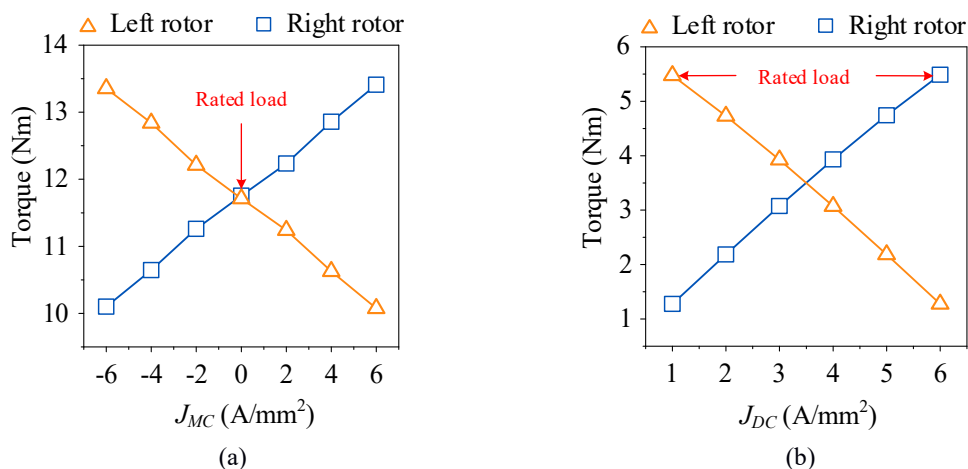 Left rotor Right rotor
14
13
12
11
10
Torque (Nm)
Rated load
-6 -4 -2 0 2 4 6
J_MC (A/mm²)
(a)
Left rotor Right rotor
6
5
4
3
2
1
Torque (Nm)
Rated load
1 2 3 4 5 6
J_DC (A/mm²)
(b)